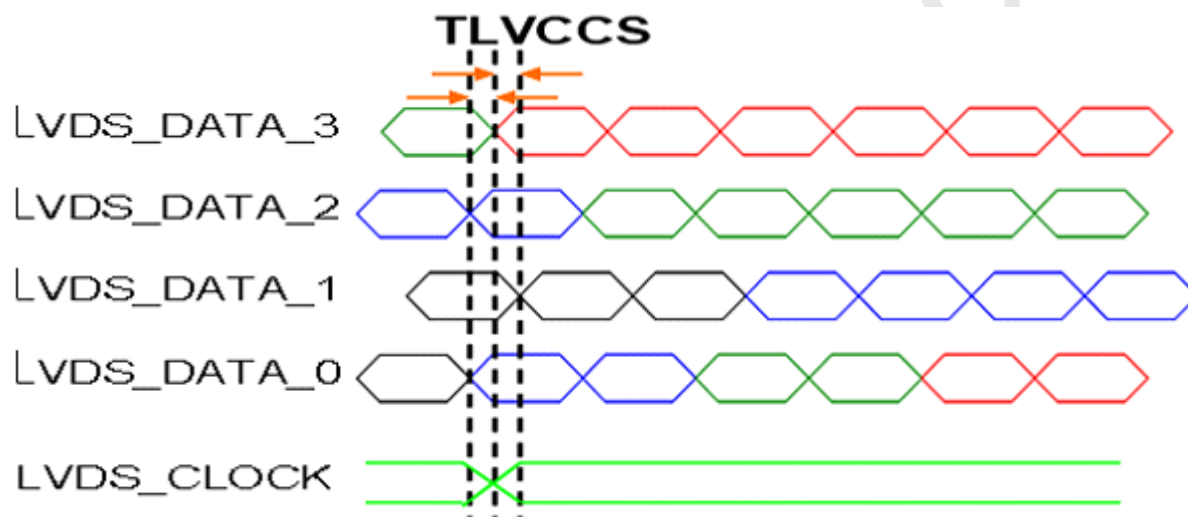 TLVCCS
LVDS_DATA_3
LVDS_DATA_2
LVDS_DATA_1
LVDS_DATA_0
LVDS_CLOCK